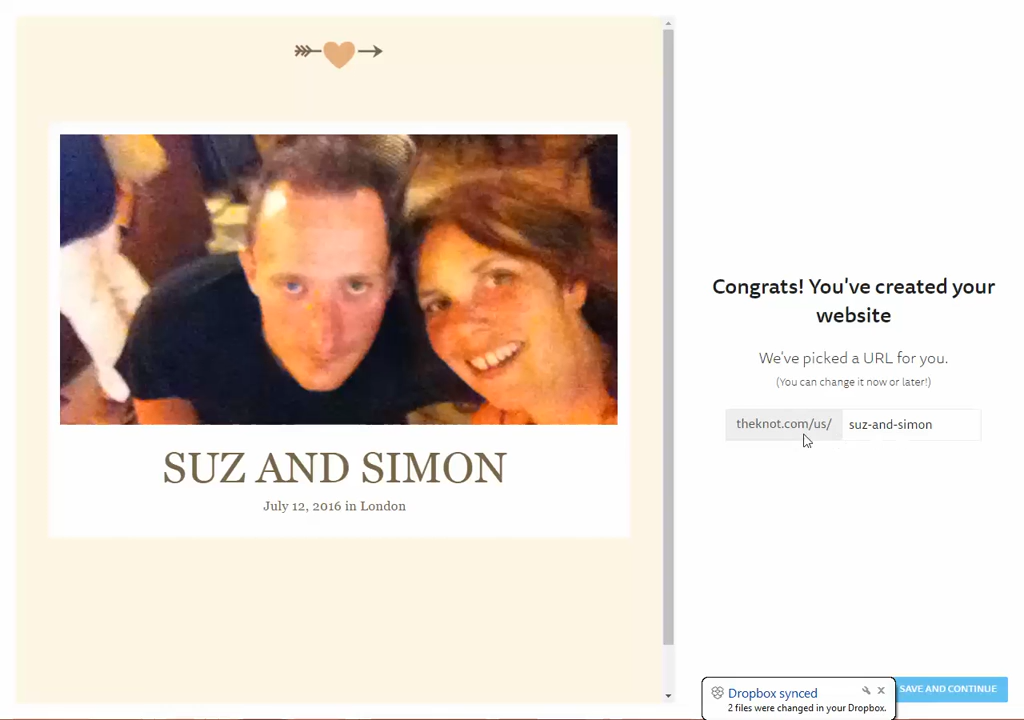 SUZ AND SIMON
July 12, 2016 in London
Congrats! You've created your
website
We've picked a URL for you.
(You can change it now or later!)
theknot.com/us/ suz-and-simon
SAVE AND CONTINUE
Dropbox synced
2 files were changed in your Dropbox.